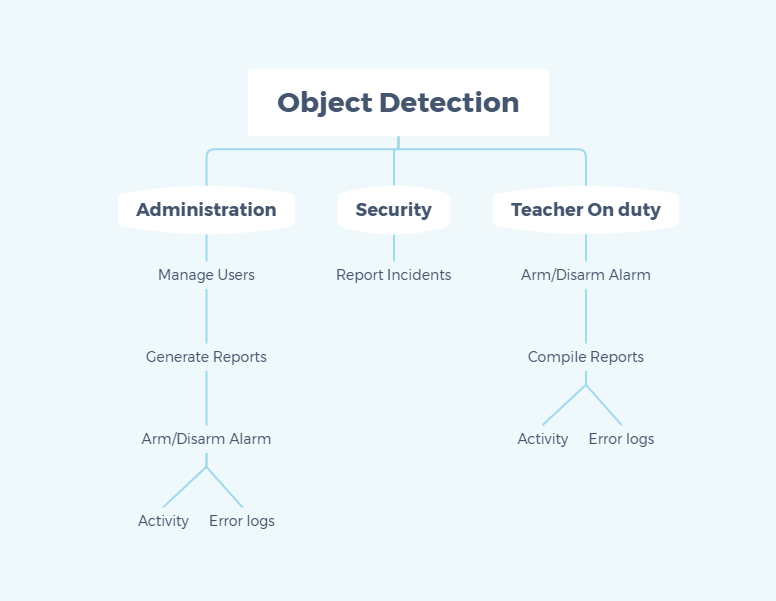 Object Detection
Administration
Security
Teacher On duty
Manage Users
Report Incidents
Arm/Disarm Alarm
Generate Reports
Compile Reports
Arm/Disarm Alarm
Activity
Error logs
Activity
Error logs